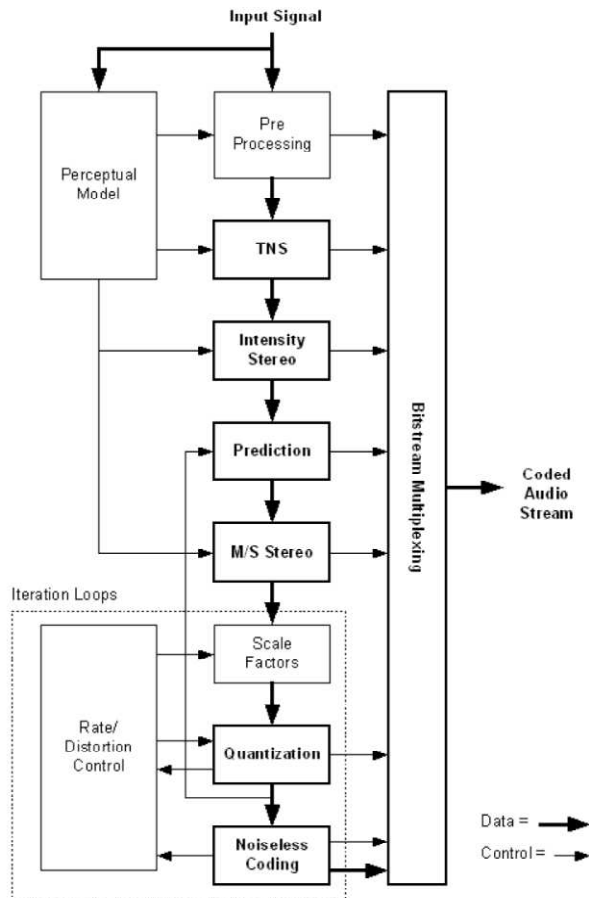 Input Signal
Pre
Processing
Perceptual
Model
TNS
Intensity
Stereo
Prediction
M/S Stereo
Bitstream Multiplexing
Coded
Audio
Stream
Iteration Loops
Scale
Factors
Rate/
Distortion
Control
Quantization
Noiseless
Coding
Data =
Control =